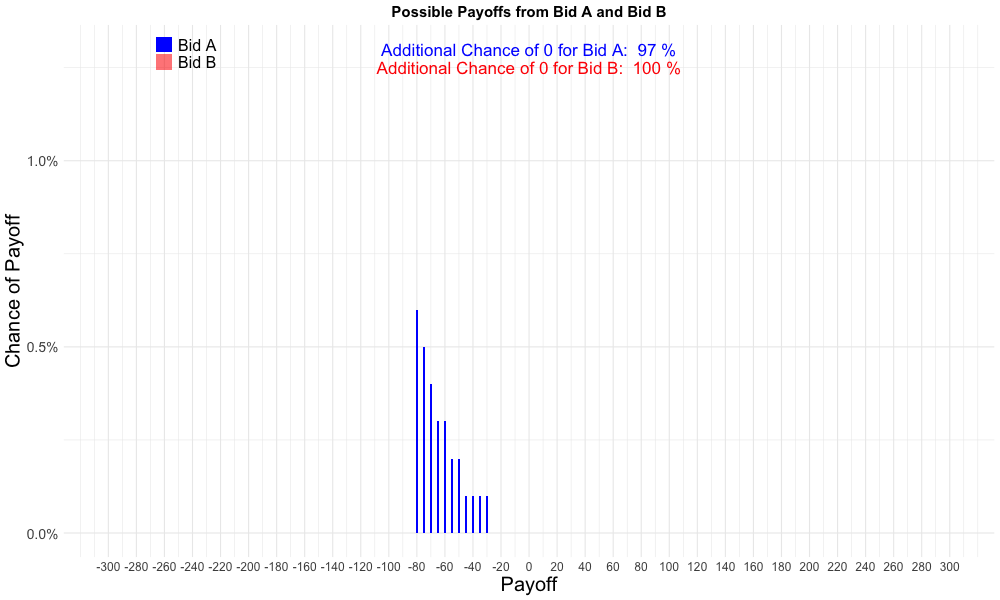 Possible Payoffs from Bid A and Bid B
Bid A
Bid B
Additional Chance of 0 for Bid A:  97 %
Additional Chance of 0 for Bid B:  100 %
Chance of Payoff
1.0%
0.5%
0.0%
-300 -280 -260 -240 -220 -200 -180 -160 -140 -120 -100 -80 -60 -40 -20 0 20 40 60 80 100 120 140 160 180 200 220 240 260 280 300
Payoff